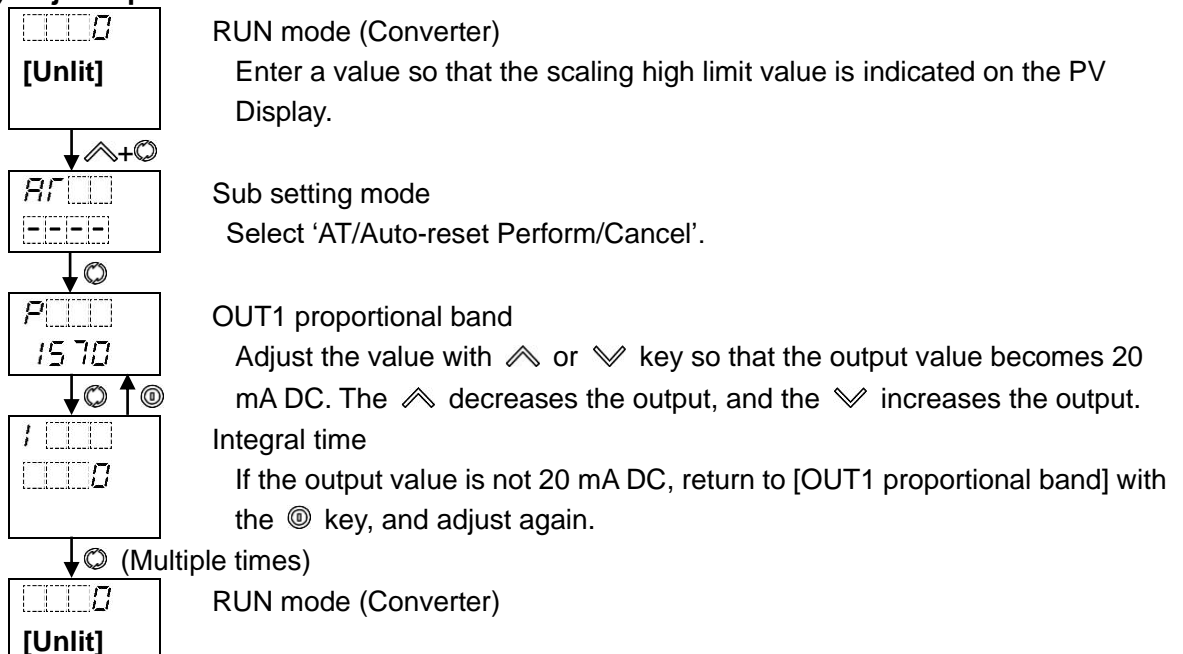 0
RUN mode (Converter)
[Unlit]
Enter a value so that the scaling high limit value is indicated on the PV
Display.
+
AT
----
Sub setting mode
Select ‘AT/Auto-reset Perform/Cancel’.
P
1570
OUT1 proportional band
Adjust the value with or key so that the output value becomes 20
mA DC. The decreases the output, and the increases the output.
I
0
Integral time
If the output value is not 20 mA DC, return to [OUT1 proportional band] with
the key, and adjust again.
(Multiple times)
0
RUN mode (Converter)
[Unlit]